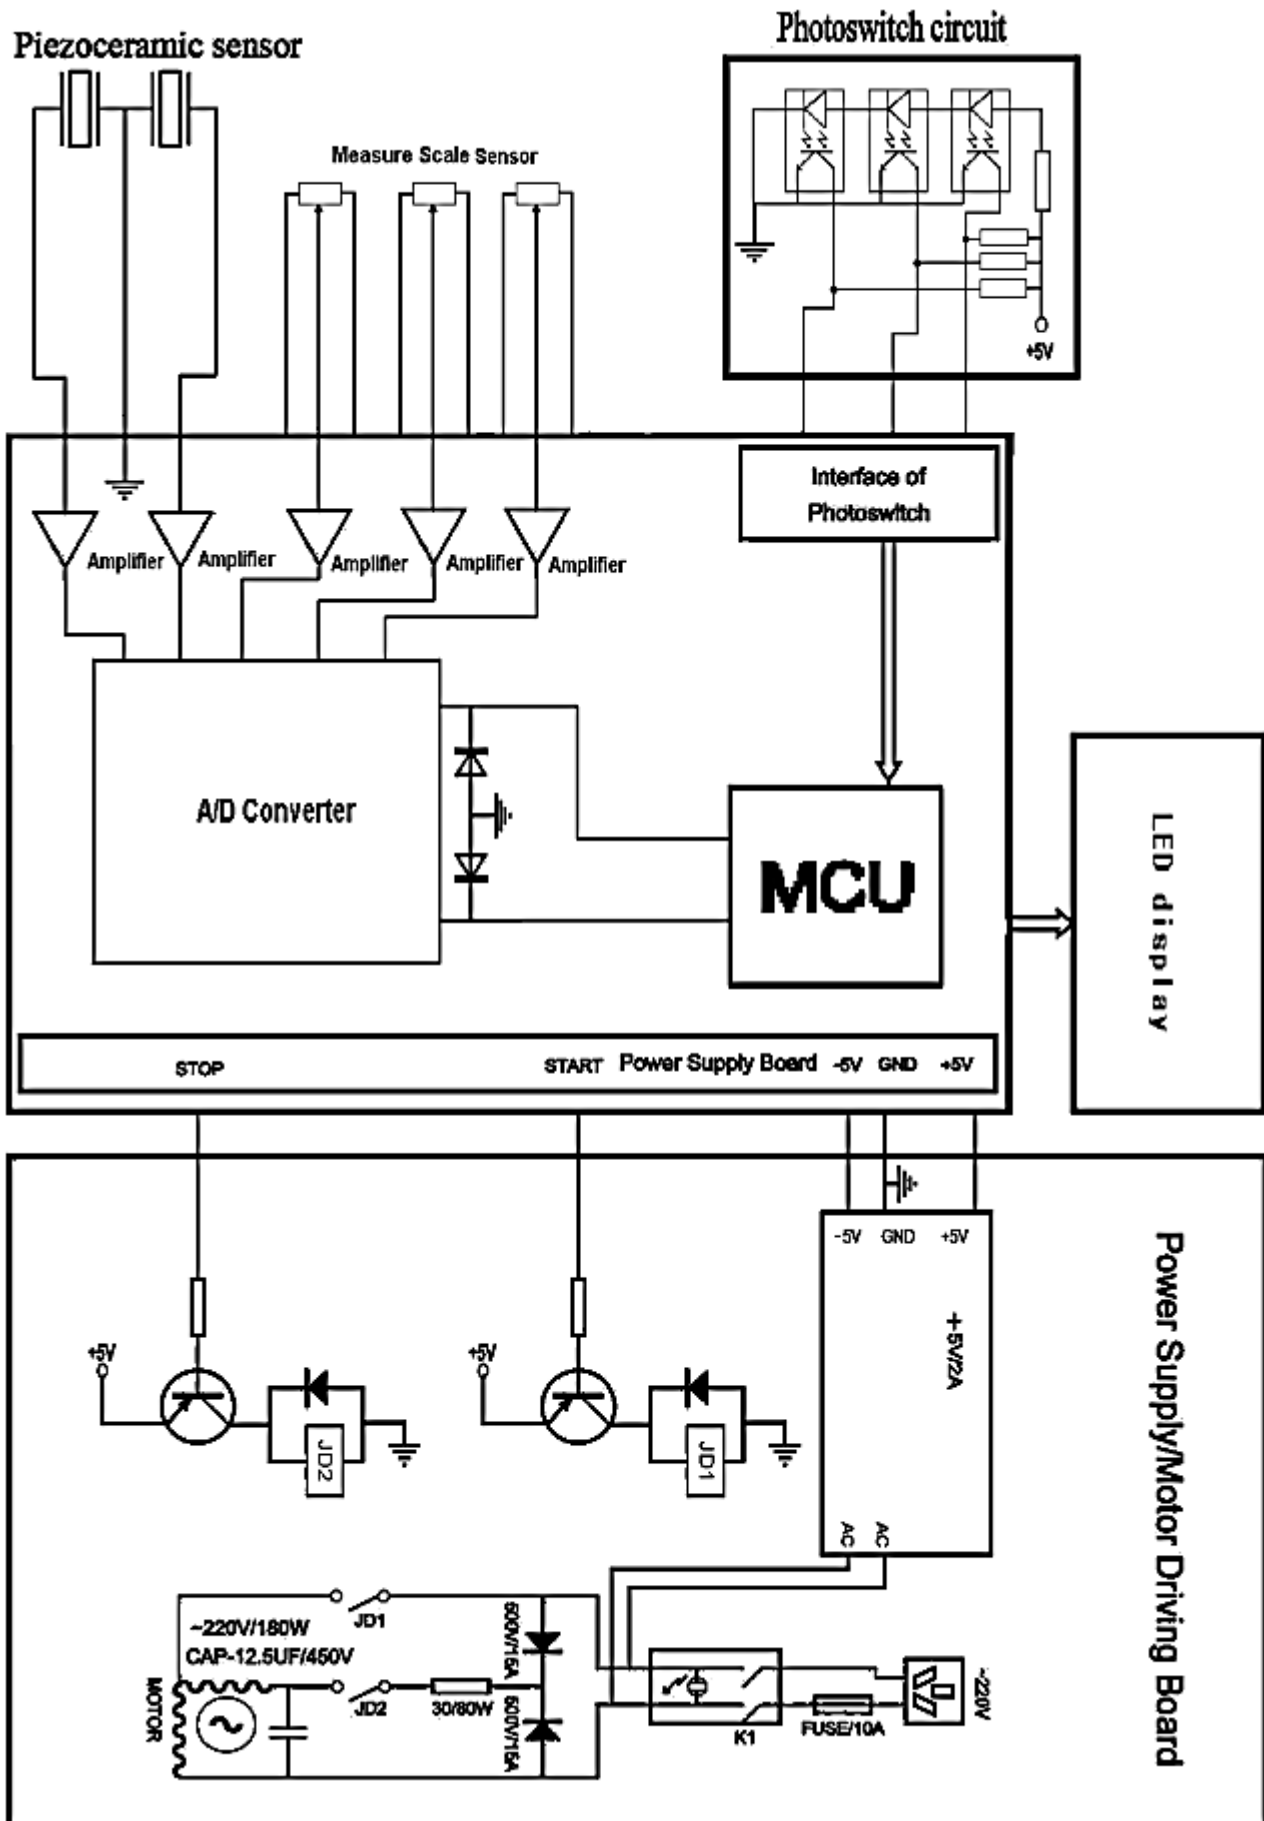 Piezoceramic sensor
Photoswitch circuit
Measure Scale Sensor
+5V
Interface of
Photoswitch
Amplifier
Amplifier
Amplifier
Amplifier
Amplifier
A/D Converter
MCU
LED display
STOP
START
Power Supply Board
-5V
GND
+5V
-5V
GND
+5V
+5V/2A
AC
AC
Power Supply/Motor Driving Board
+5V
JD2
+5V
JD1
~220V/180W
CAP-12.5UF/450V
JD1
JD2
30/80W
500V/15A
500V/15A
MOTOR
K1
FUSE/10A
~220V